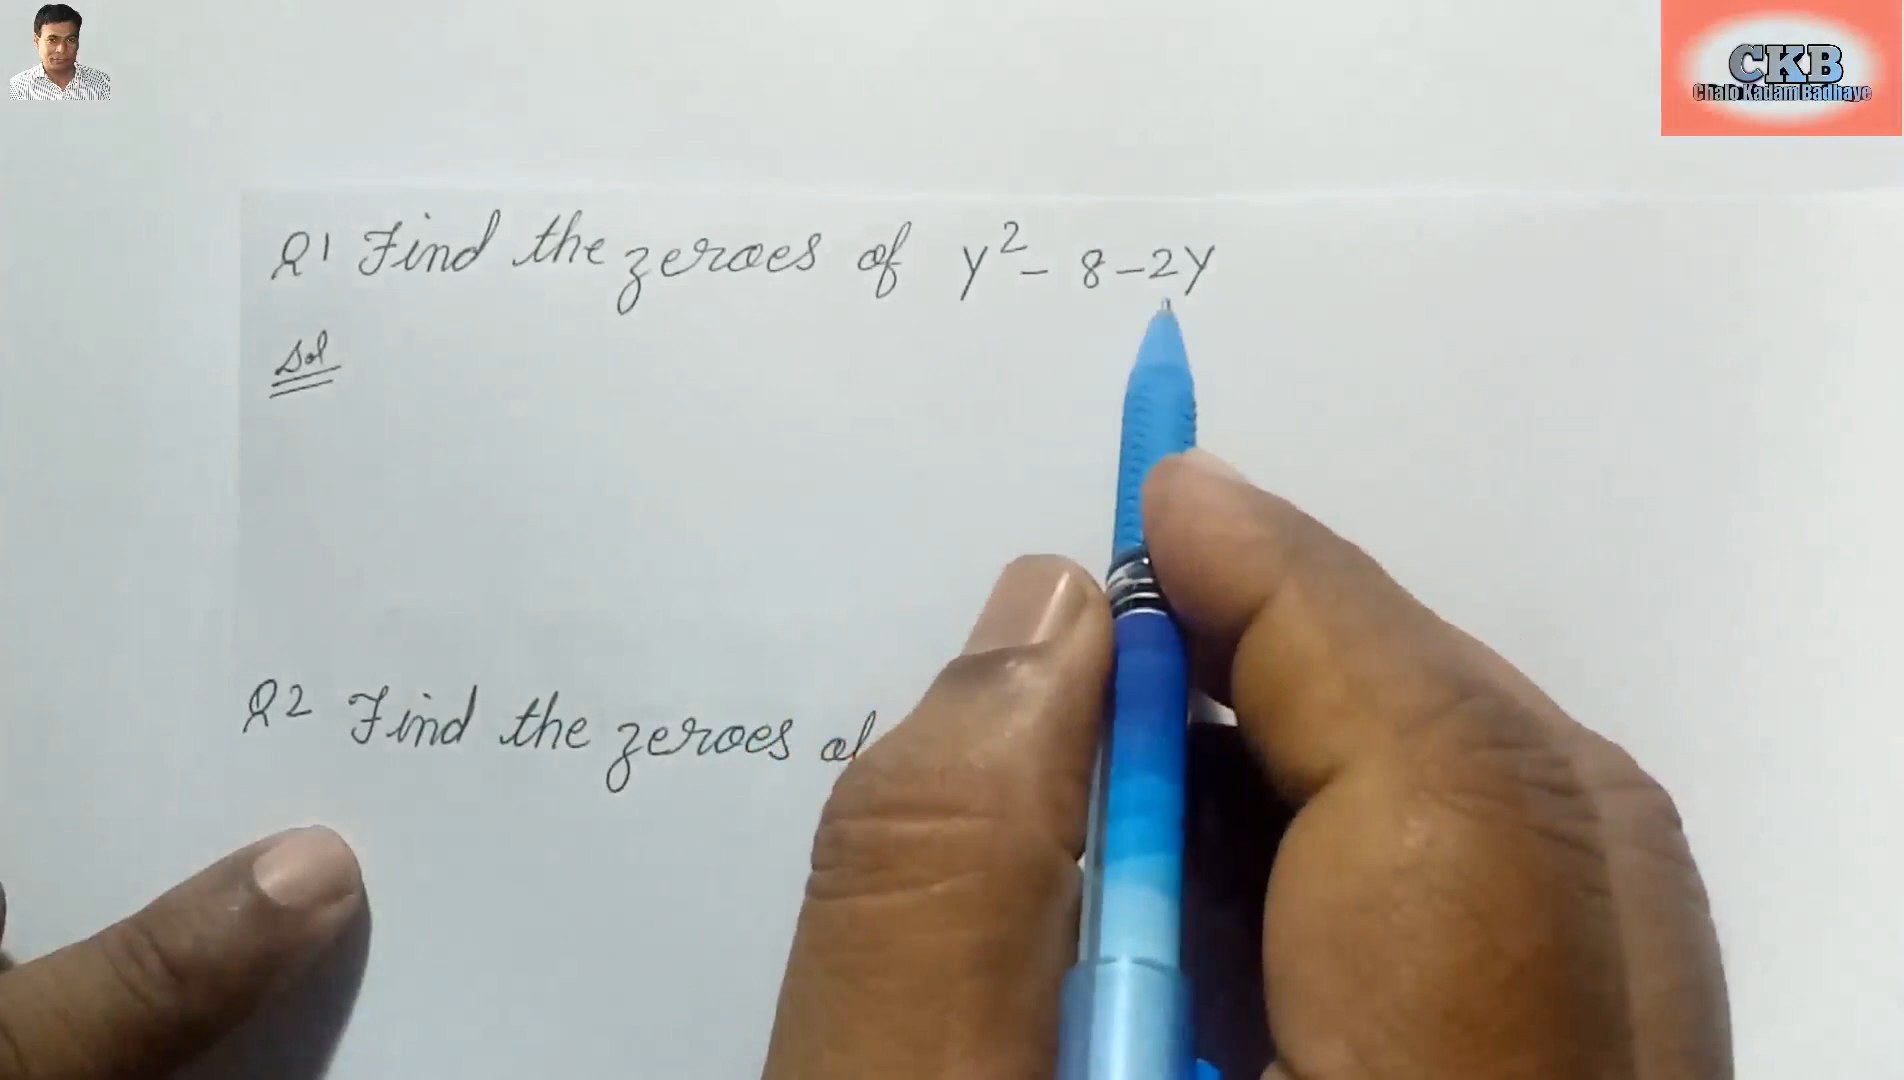 CKB
Chalo Kadam Badhaye
Q1 Find the zeroes of y² - 8 - 2y
Sol
Q2 Find the zeroes of